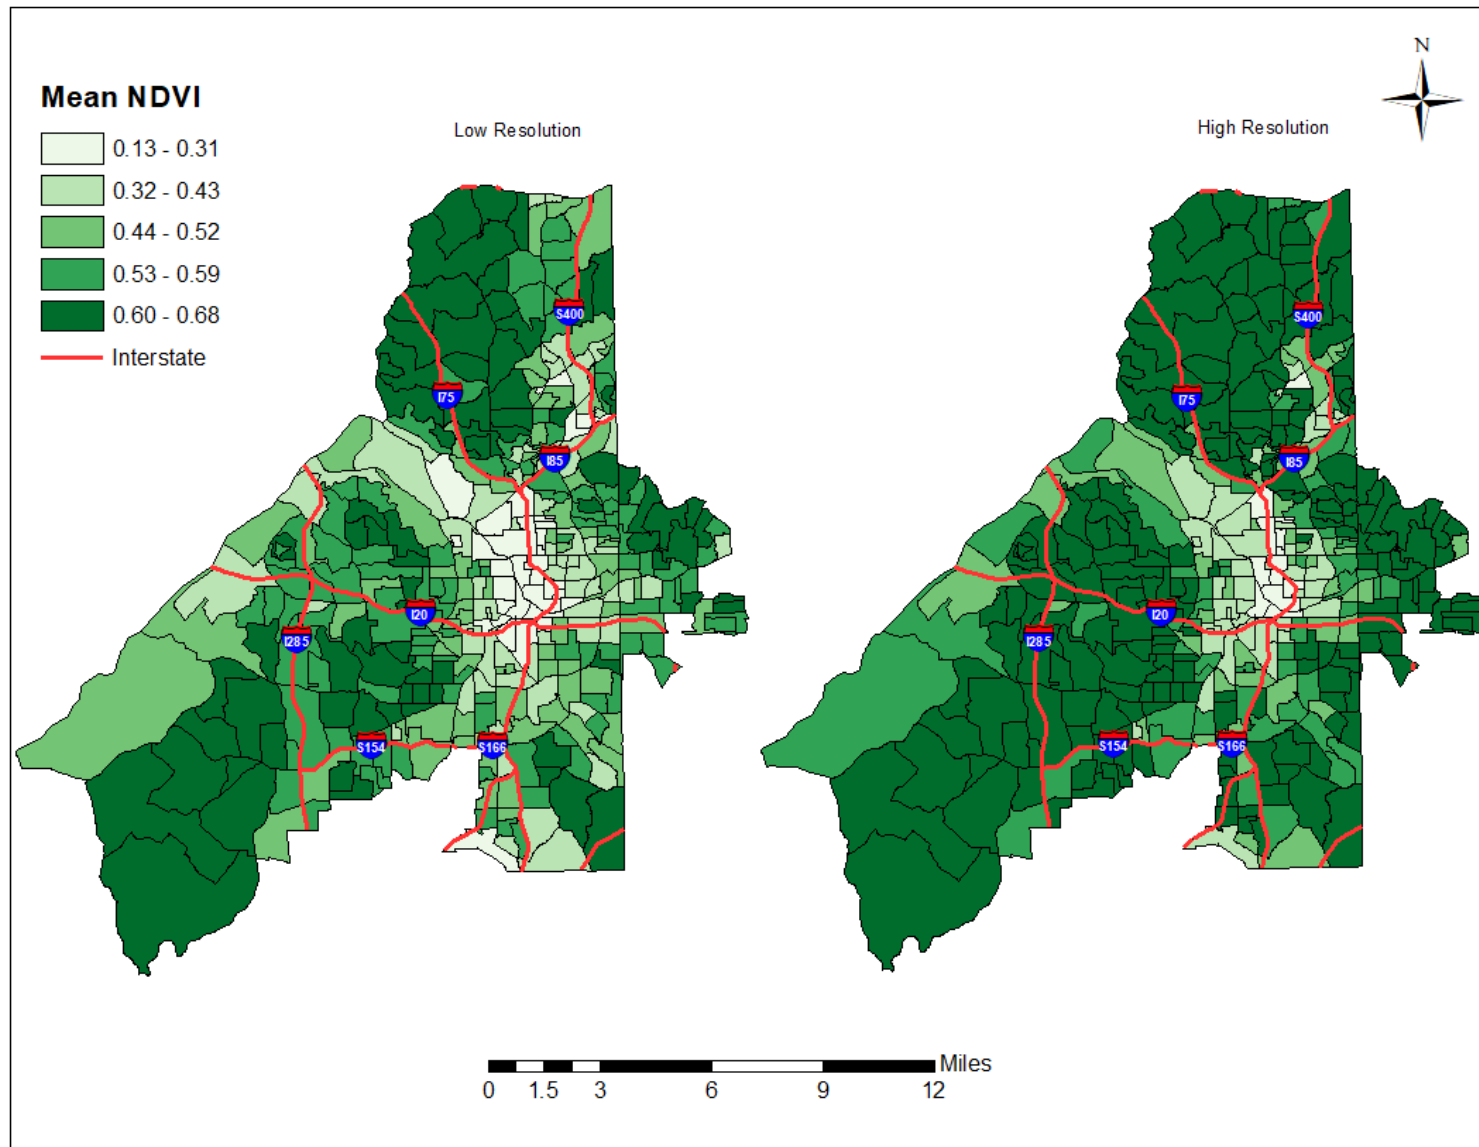 N
Mean NDVI
Low Resolution
High Resolution
0.13 - 0.31
0.32 - 0.43
0.44 - 0.52
0.53 - 0.59
0.60 - 0.68
Interstate
S400
S400
I75
I75
I85
I85
I20
I20
I285
I285
S154
S166
S154
S166
Miles
0 1.5 3 6 9 12